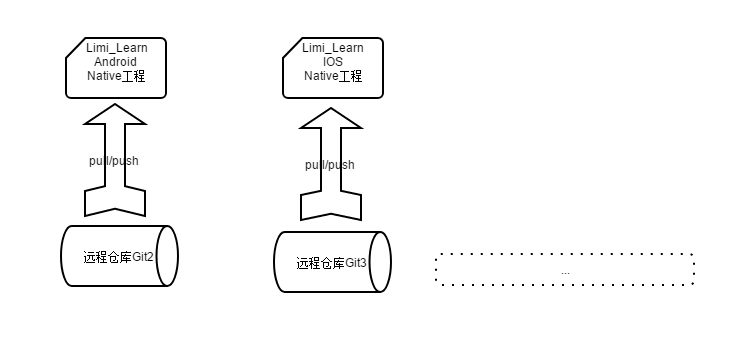 Limi_Learn
Android
Native工程
Limi_Learn
IOS
Native工程
pull/push
pull/push
远程仓库Git2
远程仓库Git3
...